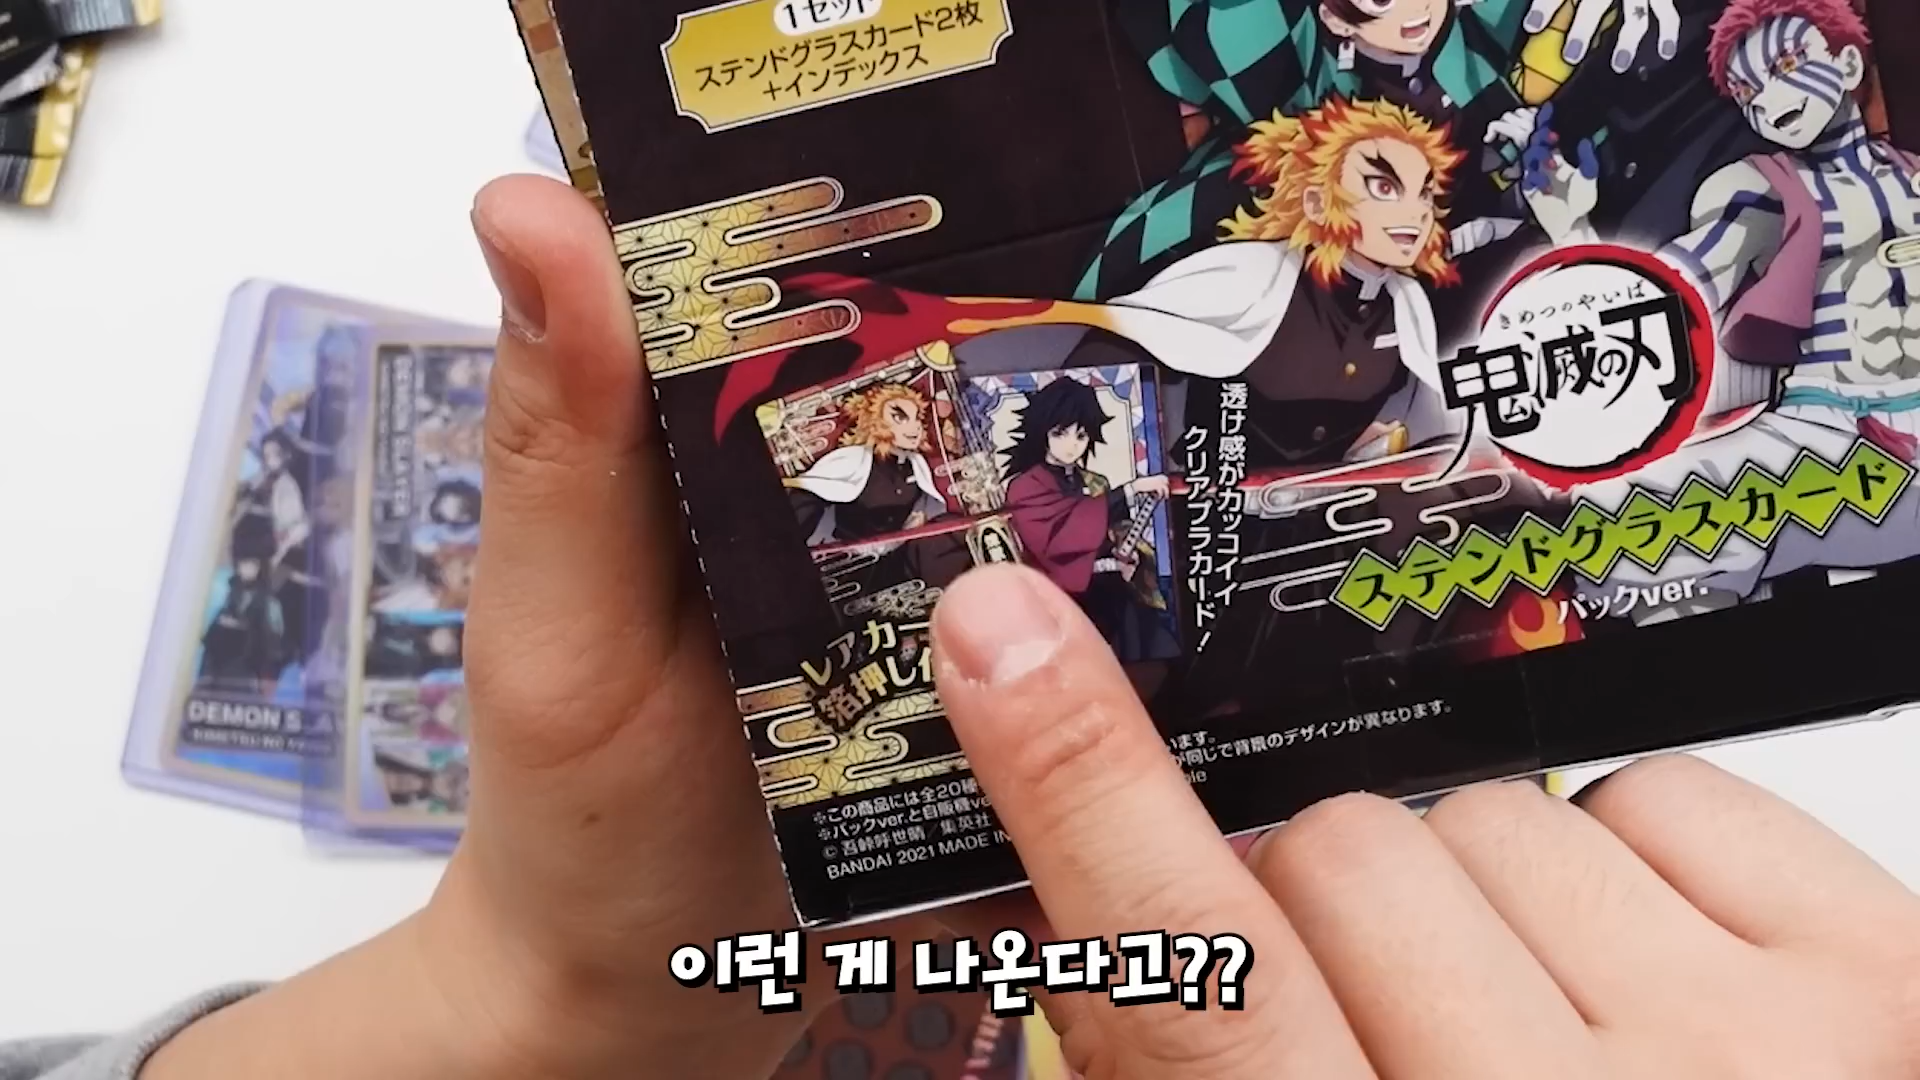 1セット
ステンドグラスカード2枚
+インデックス
きめつのやいば
鬼滅の刃
ステンドグラスカード
パックver.
透け感がカッコイイ
クリアプラカード!
レアカー
箔押し
DEMON SLAYER
DEMON
います。
が同じで背景のデザインが異なります。
※この商品には全20種
※パックver.と自販機ve
©吾峠呼世晴/集英社
BANDAI 2021 MADE IN
이런 게 나온다고??